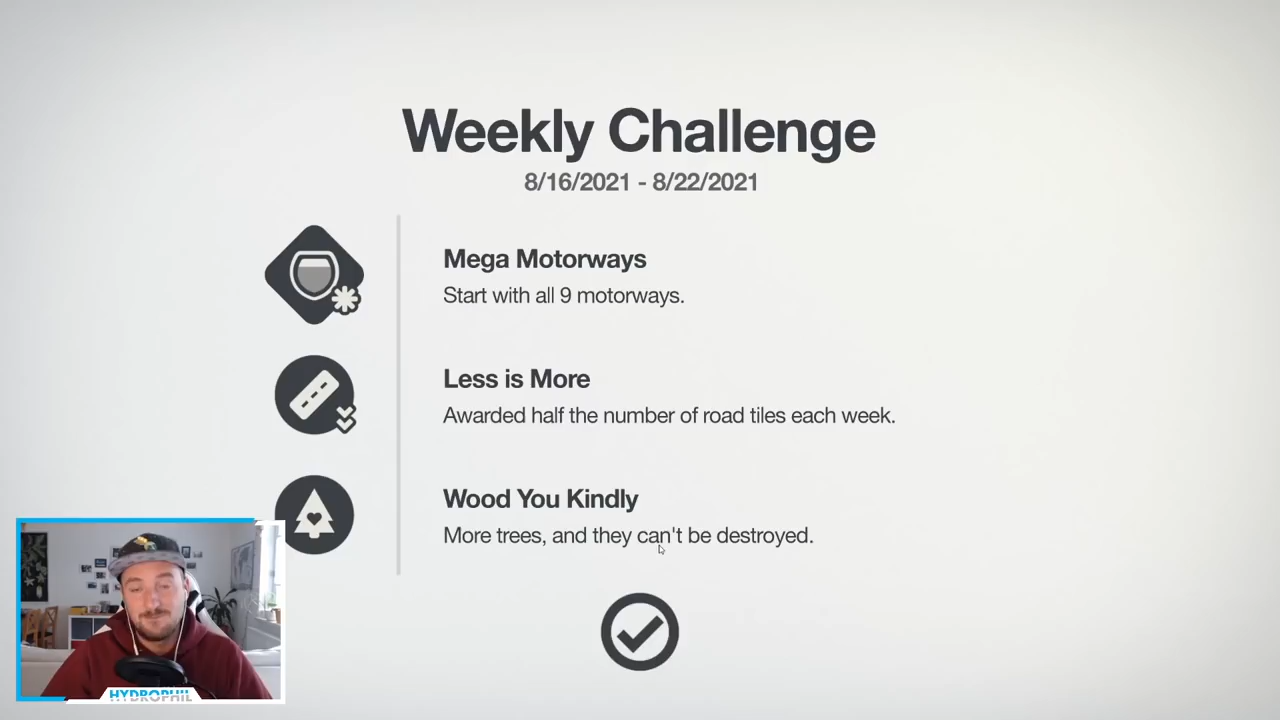 Weekly Challenge
8/16/2021 - 8/22/2021
Mega Motorways
Start with all 9 motorways.
Less is More
Awarded half the number of road tiles each week.
Wood You Kindly
More trees, and they can't be destroyed.
HYDROPHIL